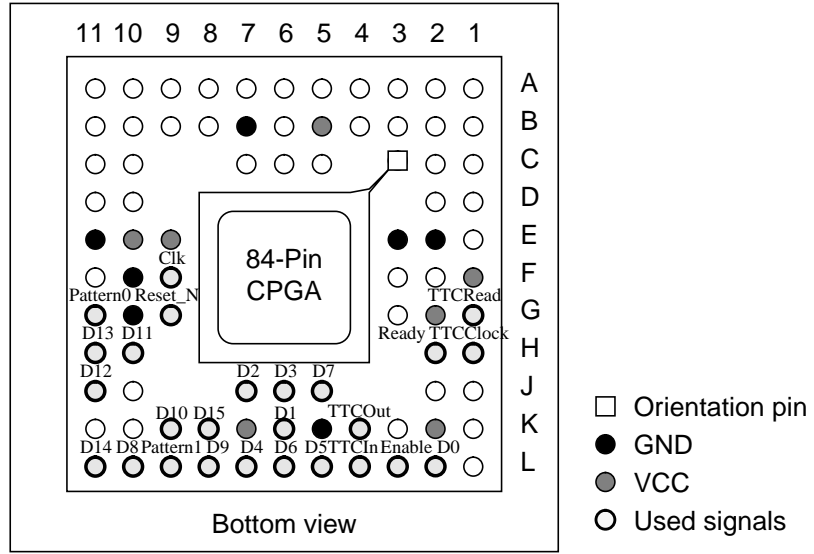 11 10 9 8 7 6 5 4 3 2 1
A
B
C
D
E
84-Pin
CPGA
Clk
F
Pattern0 Reset_N TTCRead
G
D13 D11 Ready TTCClock
H
D12 D2 D3 D7
J
D10 D15 D1 TTCOut
K
D14 D8 Pattern1 D9 D4 D6 D5 TTCIn Enable D0
L
Bottom view
Orientation pin
GND
VCC
Used signals